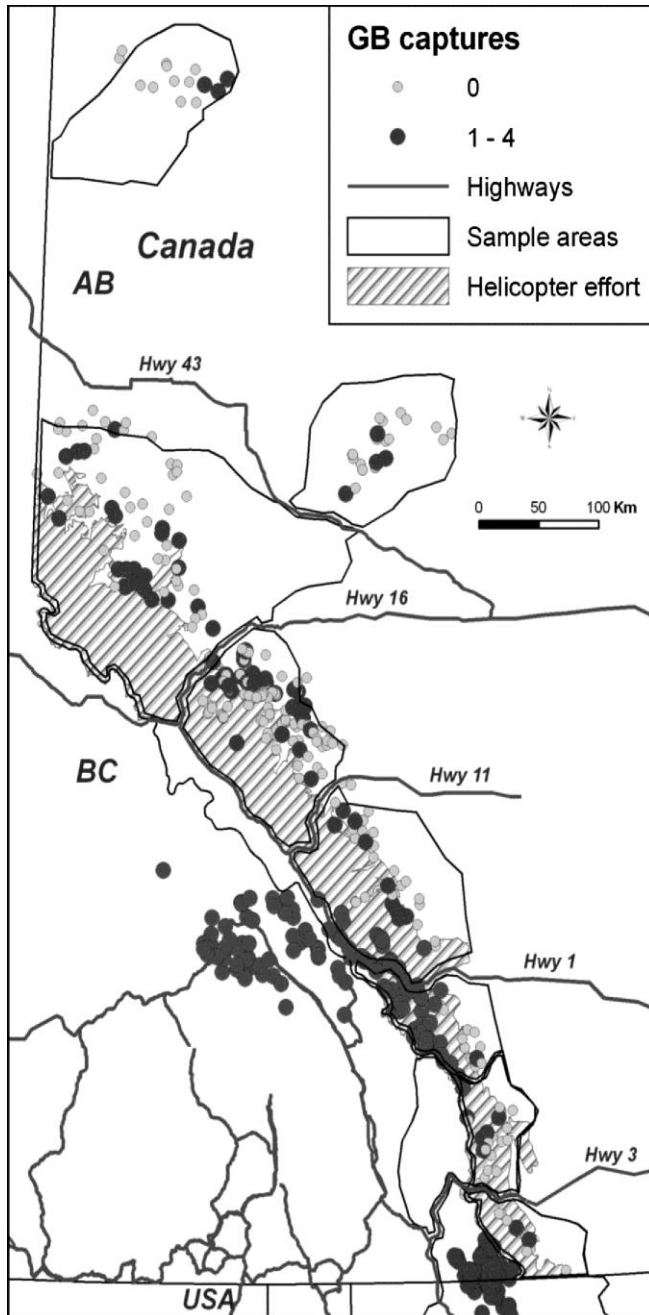 GB captures
0
1 - 4
Highways
Sample areas
Helicopter effort
Canada
AB
Hwy 43
N
0 50 100 Km
Hwy 16
BC
Hwy 11
Hwy 1
Hwy 3
USA